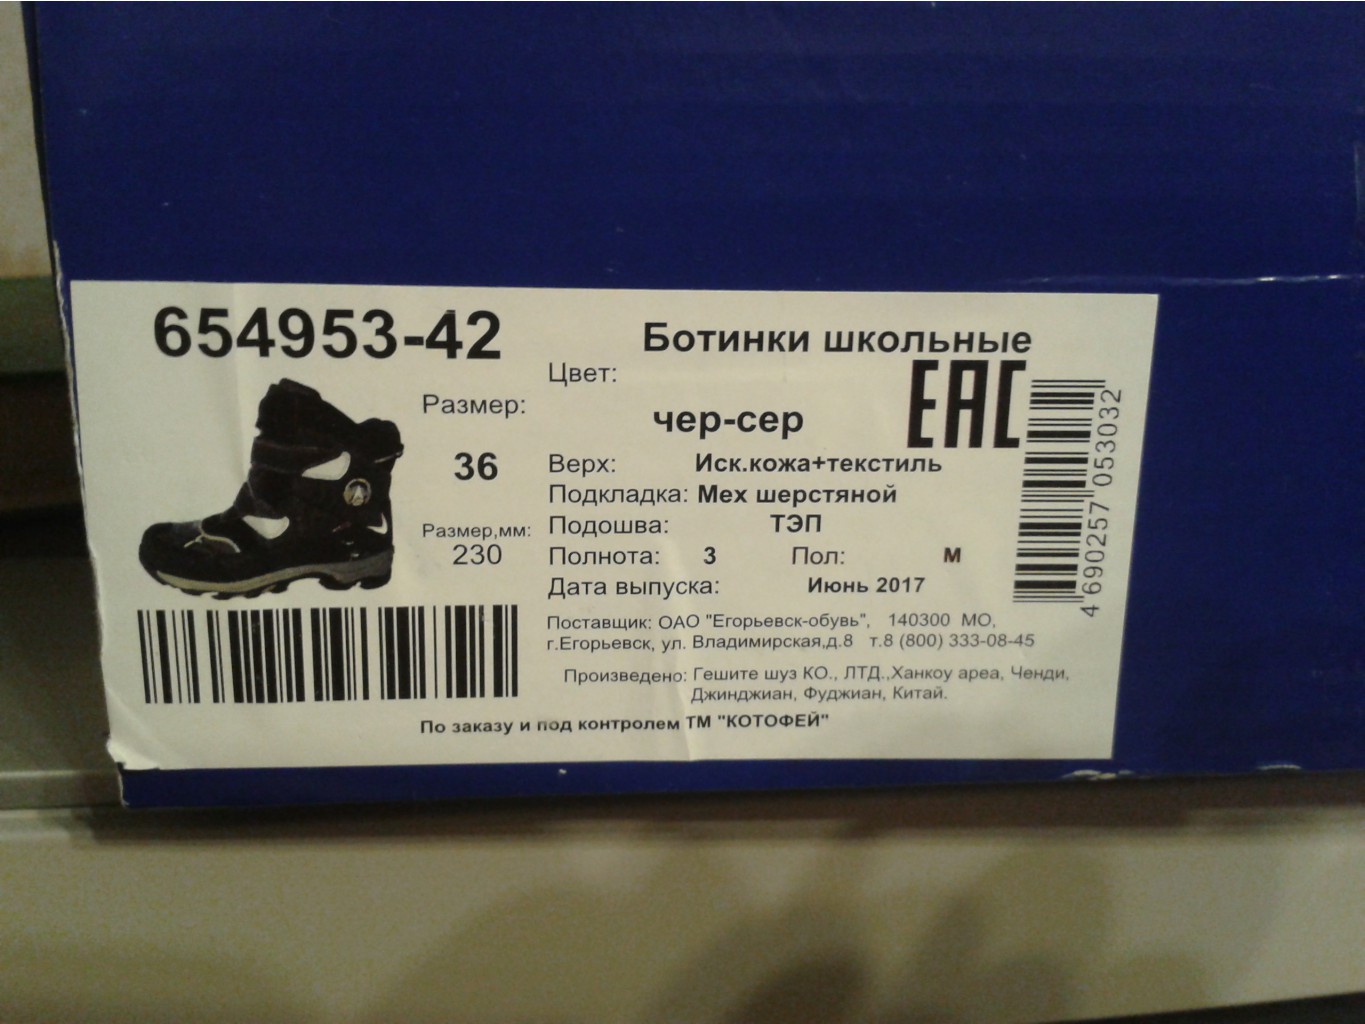 654953-42
Ботинки школьные
Цвет:
чер-сер
EAC
Размер:
36
Размер,мм:
230
Верх: Иск.кожа+текстиль
Подкладка: Мех шерстяной
Подошва: ТЭП
Полнота: 3 Пол: М
Дата выпуска: Июнь 2017
4 690257 053032
Поставщик: ОАО "Егорьевск-обувь", 140300 МО,
г.Егорьевск, ул. Владимирская,д.8 т.8 (800) 333-08-45
Произведено: Гешите шуз КО., ЛТД.,Ханкоу ареа, Ченди,
Джинджиан, Фуджиан, Китай.
По заказу и под контролем ТМ "КОТОФЕЙ"